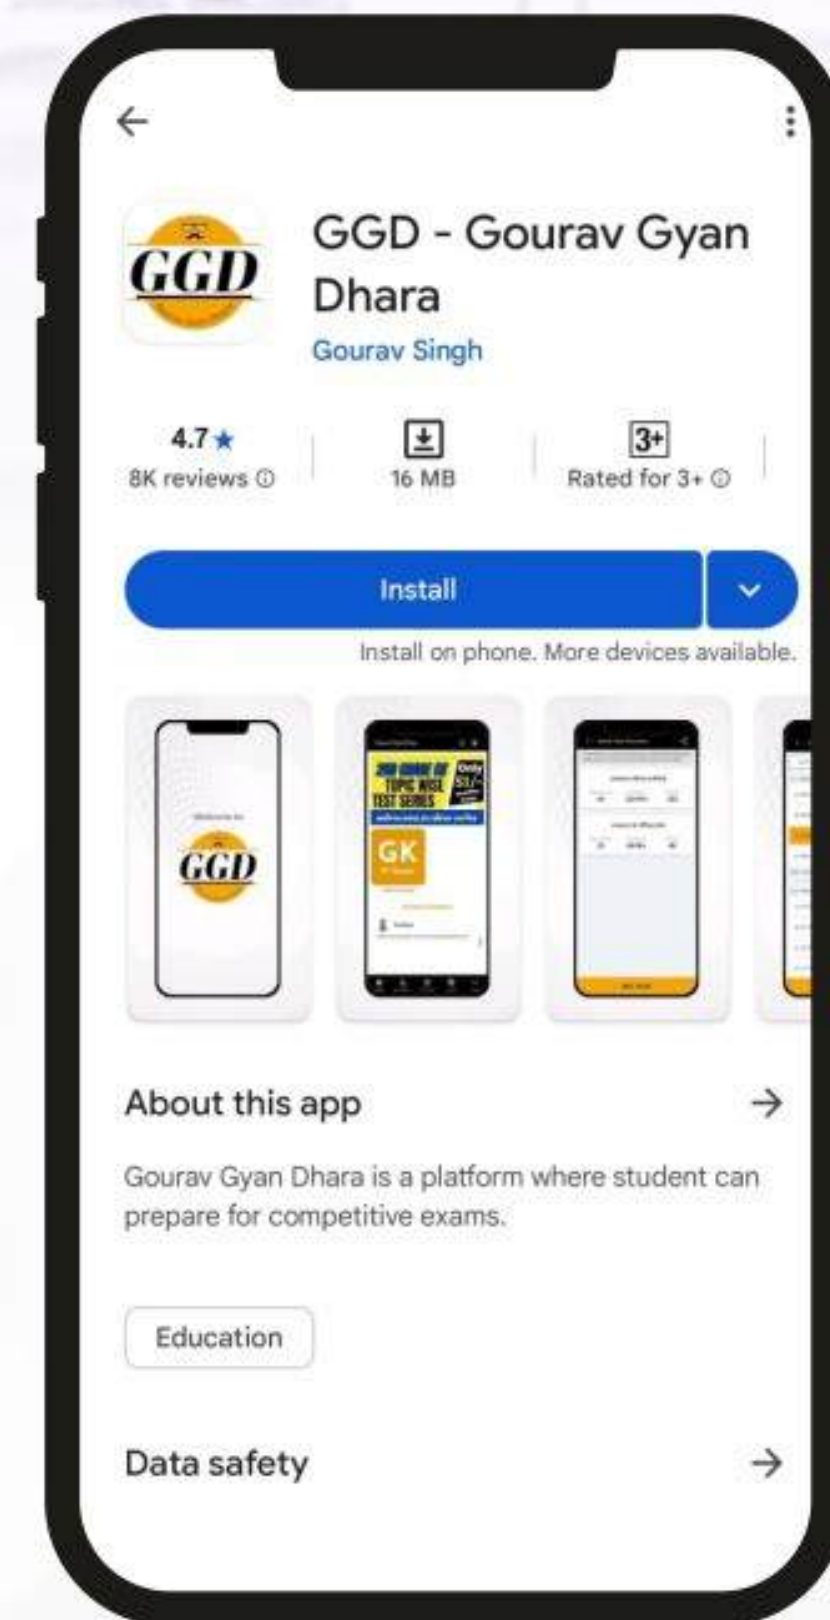 GGD
GGD - Gourav Gyan
Dhara
Gourav Singh
4.7★
8K reviews
16 MB
3+
Rated for 3+
Install
Install on phone. More devices available.
GGD
TOPIC WISE
TEST SERIES
Only
51/-
GK
About this app
Gourav Gyan Dhara is a platform where student can
prepare for competitive exams.
Education
Data safety